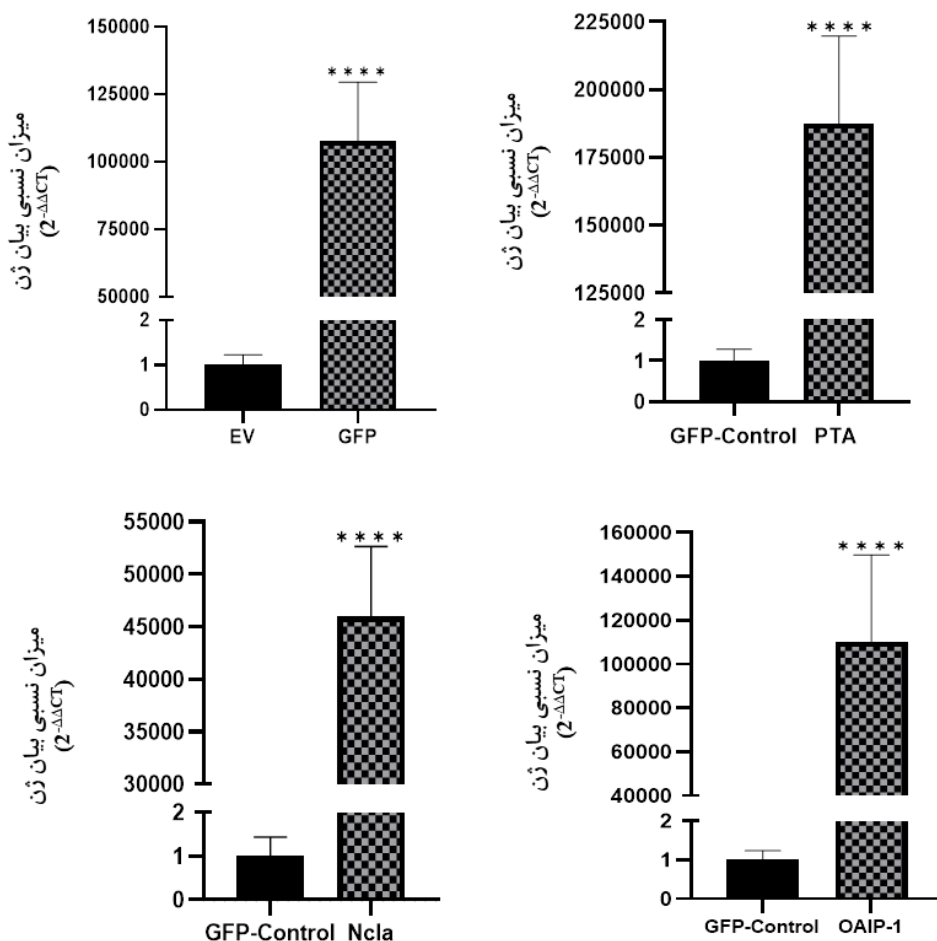 میزان نسبی بیان ژن
(2-ΔΔCT)
150000
125000
100000
75000
50000
2
1
0
****
EV
GFP
میزان نسبی بیان ژن
(2-ΔΔCT)
225000
200000
175000
150000
125000
2
1
0
****
GFP-Control
PTA
میزان نسبی بیان ژن
(2-ΔΔCT)
55000
50000
45000
40000
35000
30000
2
1
0
****
GFP-Control
Ncla
میزان نسبی بیان ژن
(2-ΔΔCT)
160000
140000
120000
100000
80000
60000
40000
2
1
0
****
GFP-Control
OAIP-1